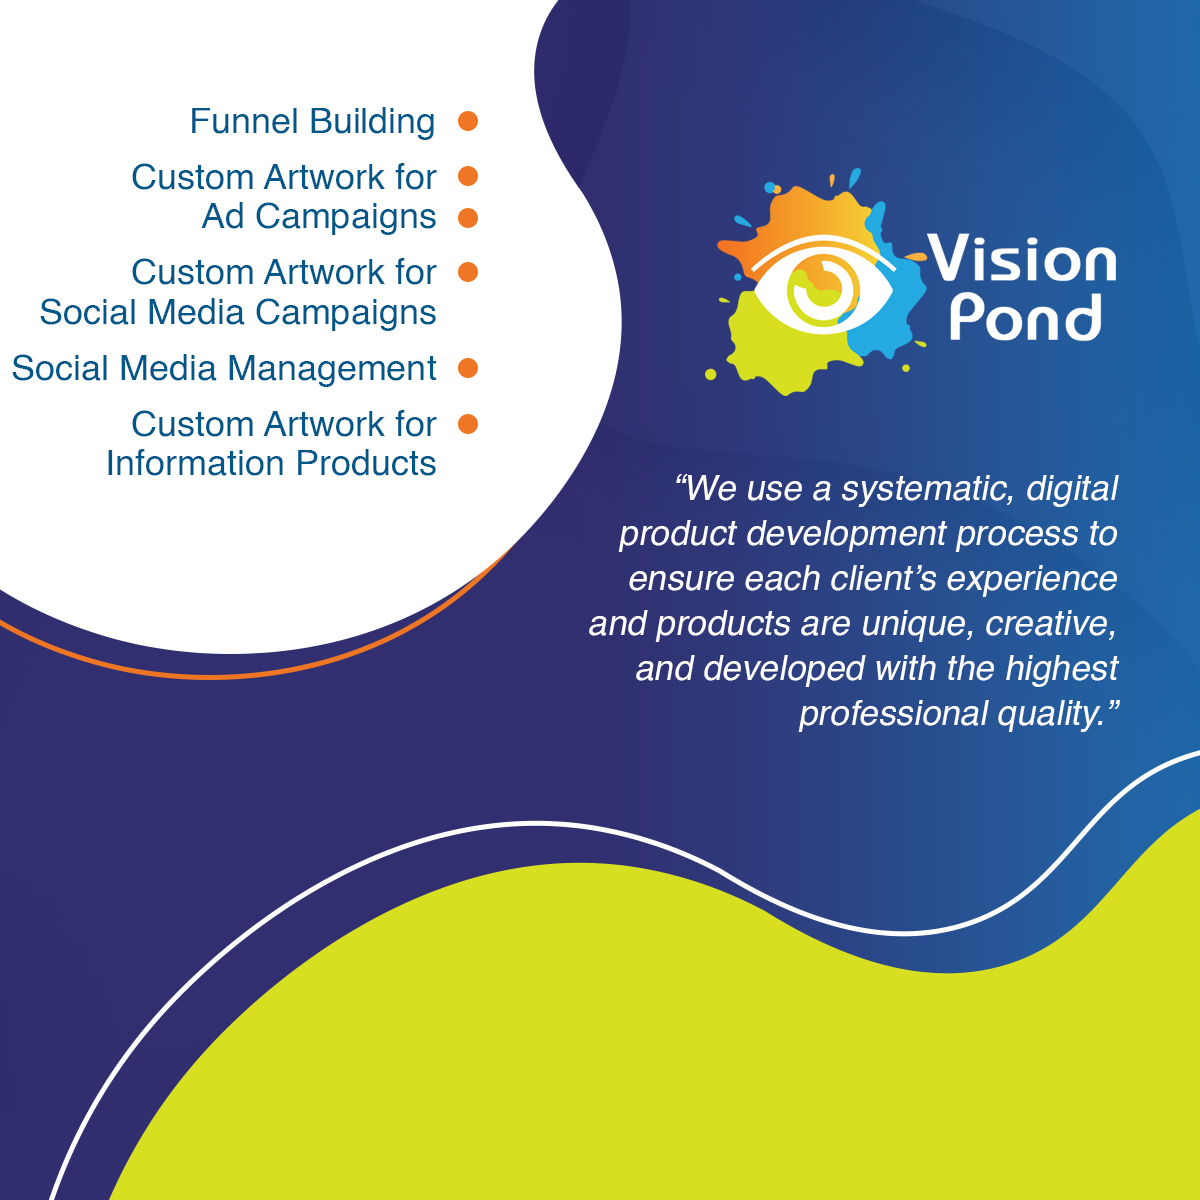 Funnel Building
Custom Artwork for
Ad Campaigns
Custom Artwork for
Social Media Campaigns
Social Media Management
Custom Artwork for
Information Products
Vision
Pond
“We use a systematic, digital
product development process to
ensure each client’s experience
and products are unique, creative,
and developed with the highest
professional quality.”